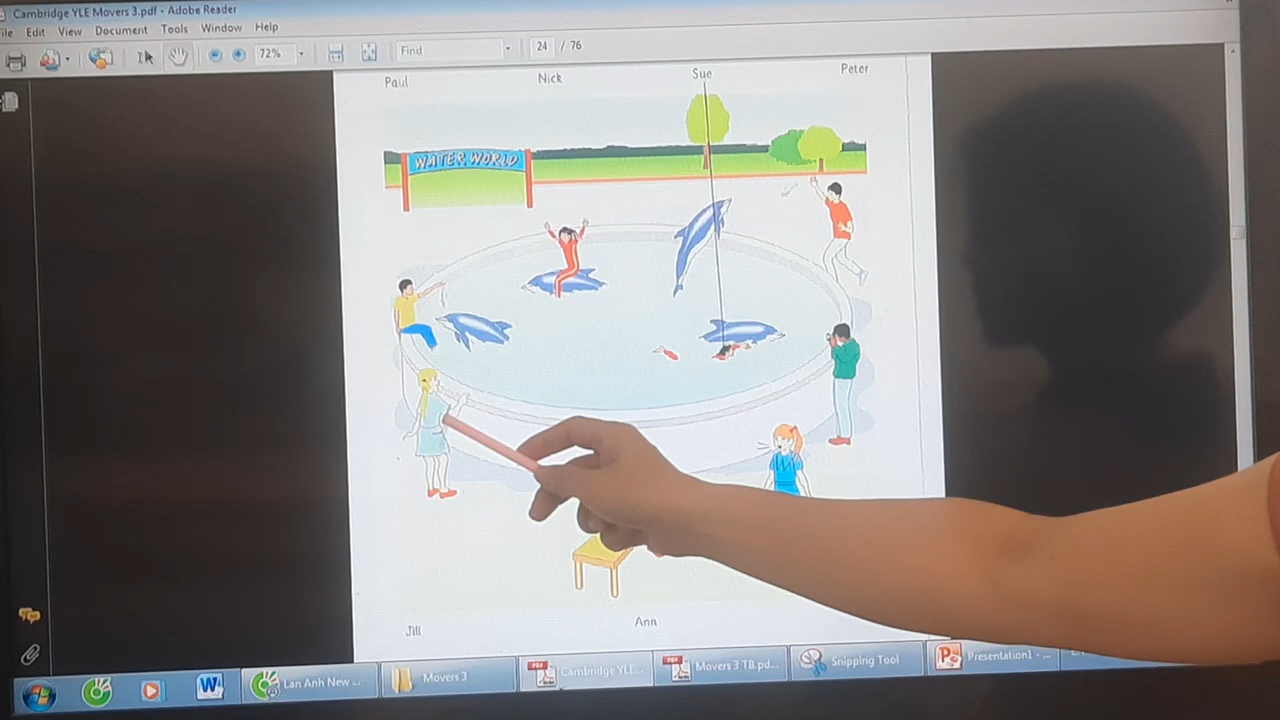 Cambridge YLE Movers 3.pdf - Adobe Reader
File Edit View Document Tools Window Help
72% Find 24 / 76
Paul Nick Sue Peter
WATER WORLD
Jill Ann
Lan Anh New ... Movers 3 Cambridge YLE... Movers 3 TB.pd... Snipping Tool Presentation1 - ...